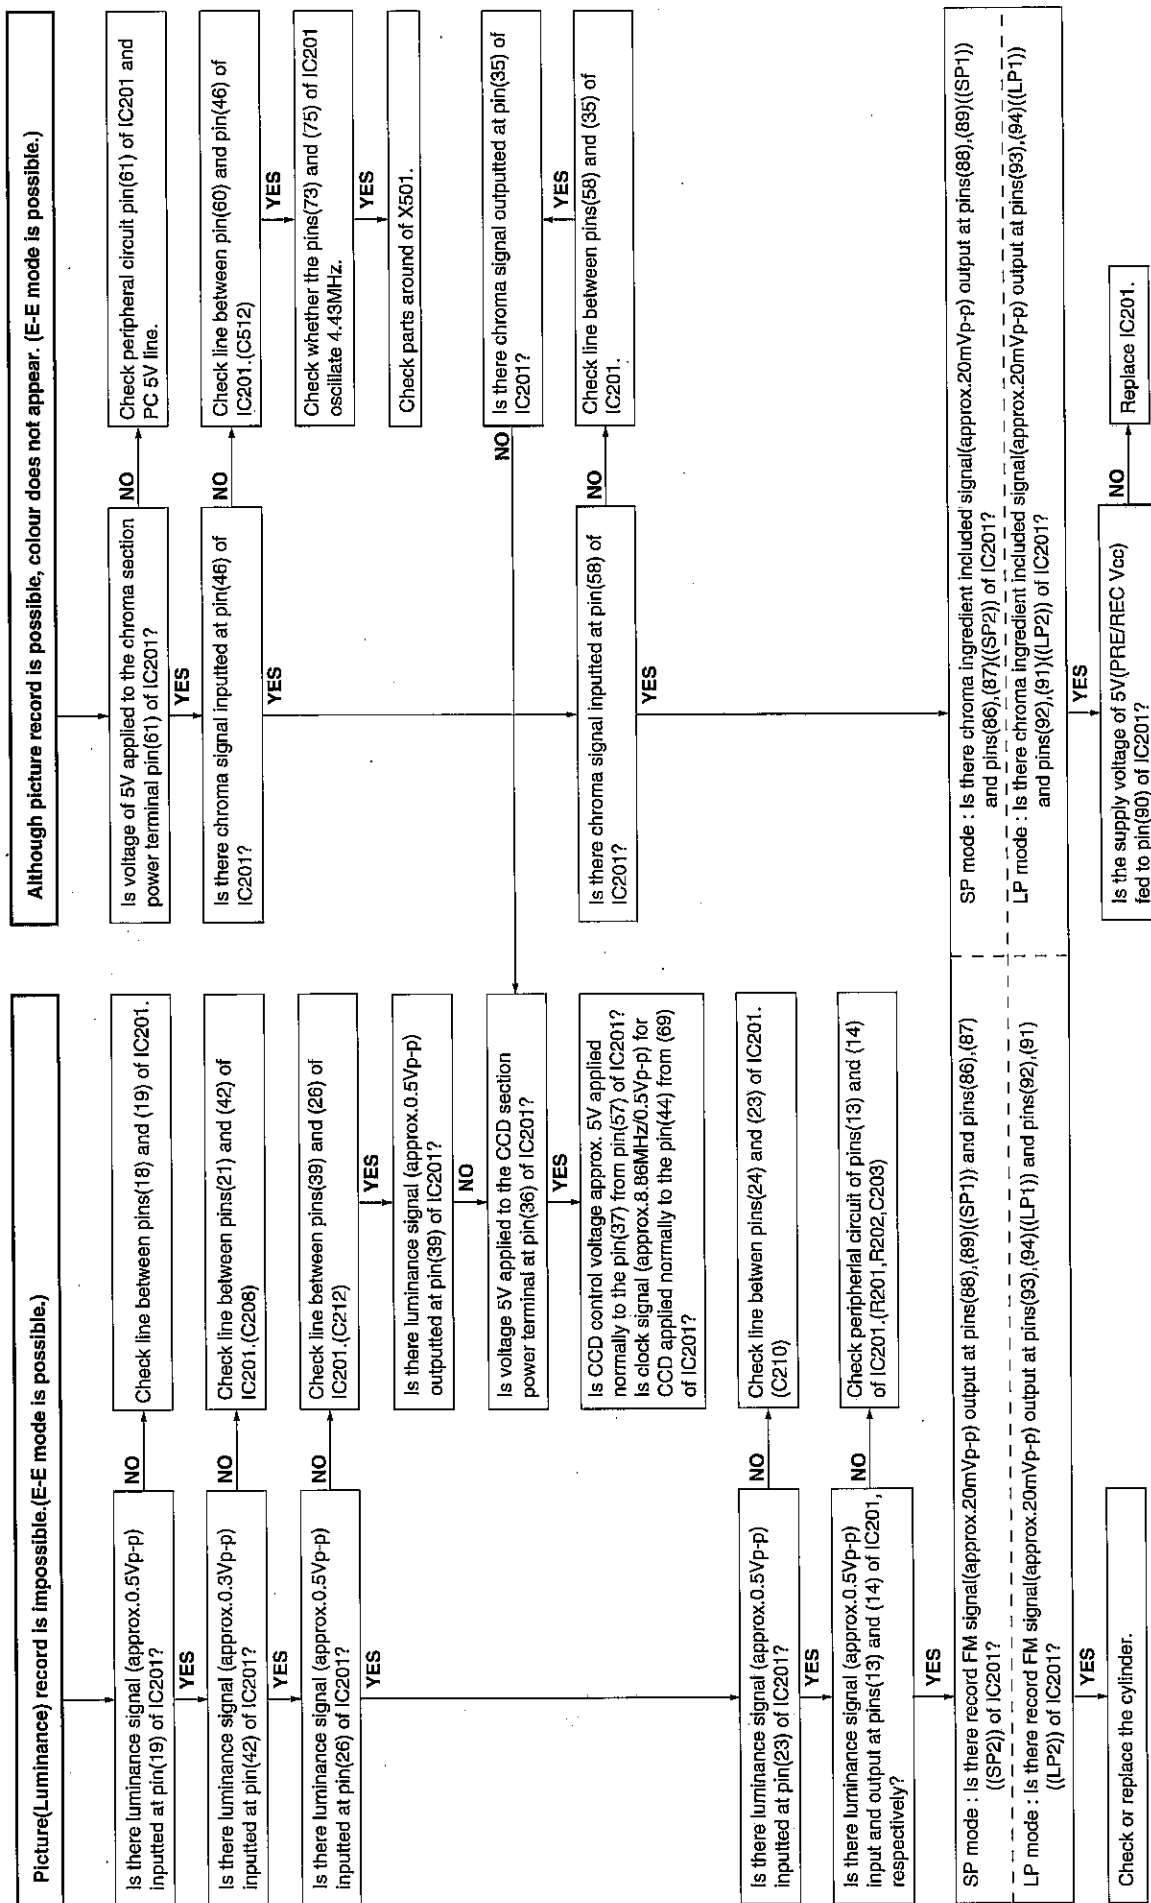 Picture(Luminance) record is impossible.(E-E mode is possible.)
Is there luminance signal (approx.0.5Vp-p)
inputted at pin(19) of IC201?
NO
Check line between pins(18) and (19) of IC201.
YES
Is there luminance signal (approx.0.3Vp-p)
inputted at pin(42) of IC201?
NO
Check line between pins(21) and (42) of
IC201.(C208)
YES
Is there luminance signal (approx.0.5Vp-p)
inputted at pin(26) of IC201?
NO
Check line between pins(39) and (26) of
IC201.(C212)
YES
YES
Is there luminance signal (approx.0.5Vp-p)
outputted at pin(39) of IC201?
NO
Is voltage 5V applied to the CCD section
power terminal at pin(36) of IC201?
YES
Is CCD control voltage approx. 5V applied
normally to the pin(37) from pin(57) of IC201?
Is clock signal (approx.8.86MHz/0.5Vp-p) for
CCD applied normally to the pin(44) from (69)
of IC201?
Is there luminance signal (approx.0.5Vp-p)
inputted at pin(23) of IC201?
NO
Check line betwen pins(24) and (23) of IC201.
(C210)
YES
Is there luminance signal (approx.0.5Vp-p)
input and output at pins(13) and (14) of IC201,
respectively?
NO
Check peripherial circuit of pins(13) and (14)
of IC201.(R201,R202,C203)
YES
SP mode : Is there record FM signal(approx.20mVp-p) output at pins(88),(89)((SP1)) and pins(86),(87)
((SP2)) of IC201?
LP mode : Is there record FM signal(approx.20mVp-p) output at pins(93),(94)((LP1)) and pins(92),(91)
((LP2)) of IC201?
YES
Check or replace the cylinder.
Although picture record is possible, colour does not appear. (E-E mode is possible.)
Is voltage of 5V applied to the chroma section
power terminal pin(61) of IC201?
NO
Check peripheral circuit pin(61) of IC201 and
PC 5V line.
YES
Is there chroma signal inputted at pin(46) of
IC201?
NO
Check line between pin(60) and pin(46) of
IC201.(C512)
YES
YES
Check whether the pins(73) and (75) of IC201
oscillate 4.43MHz.
YES
Check parts around of X501.
Is there chroma signal outputted at pin(35) of
IC201?
NO
YES
Is there chroma signal inputted at pin(58) of
IC201?
NO
Check line between pins(58) and (35) of
IC201.
YES
SP mode : Is there chroma ingredient included signal(approx.20mVp-p) output at pins(88),(89)((SP1))
and pins(86),(87)((SP2)) of IC201?
LP mode : Is there chroma ingredient included signal(approx.20mVp-p) output at pins(93),(94)((LP1))
and pins(92),(91)((LP2)) of IC201?
YES
Is the supply voltage of 5V(PRE/REC Vcc)
fed to pin(90) of IC201?
NO
Replace IC201.